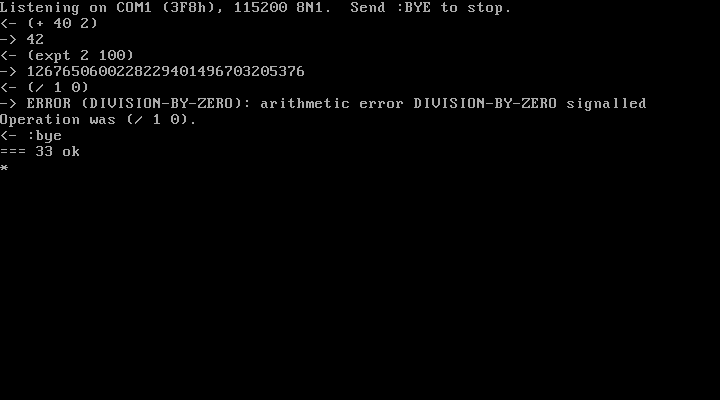 Listening on COM1 (3F8h), 115200 8N1.  Send :BYE to stop.
<- (+ 40 2)
-> 42
<- (expt 2 100)
-> 1267650600228229401496703205376
<- (/ 1 0)
-> ERROR (DIVISION-BY-ZERO): arithmetic error DIVISION-BY-ZERO signalled
Operation was (/ 1 0).
<- :bye
=== 33 ok
*